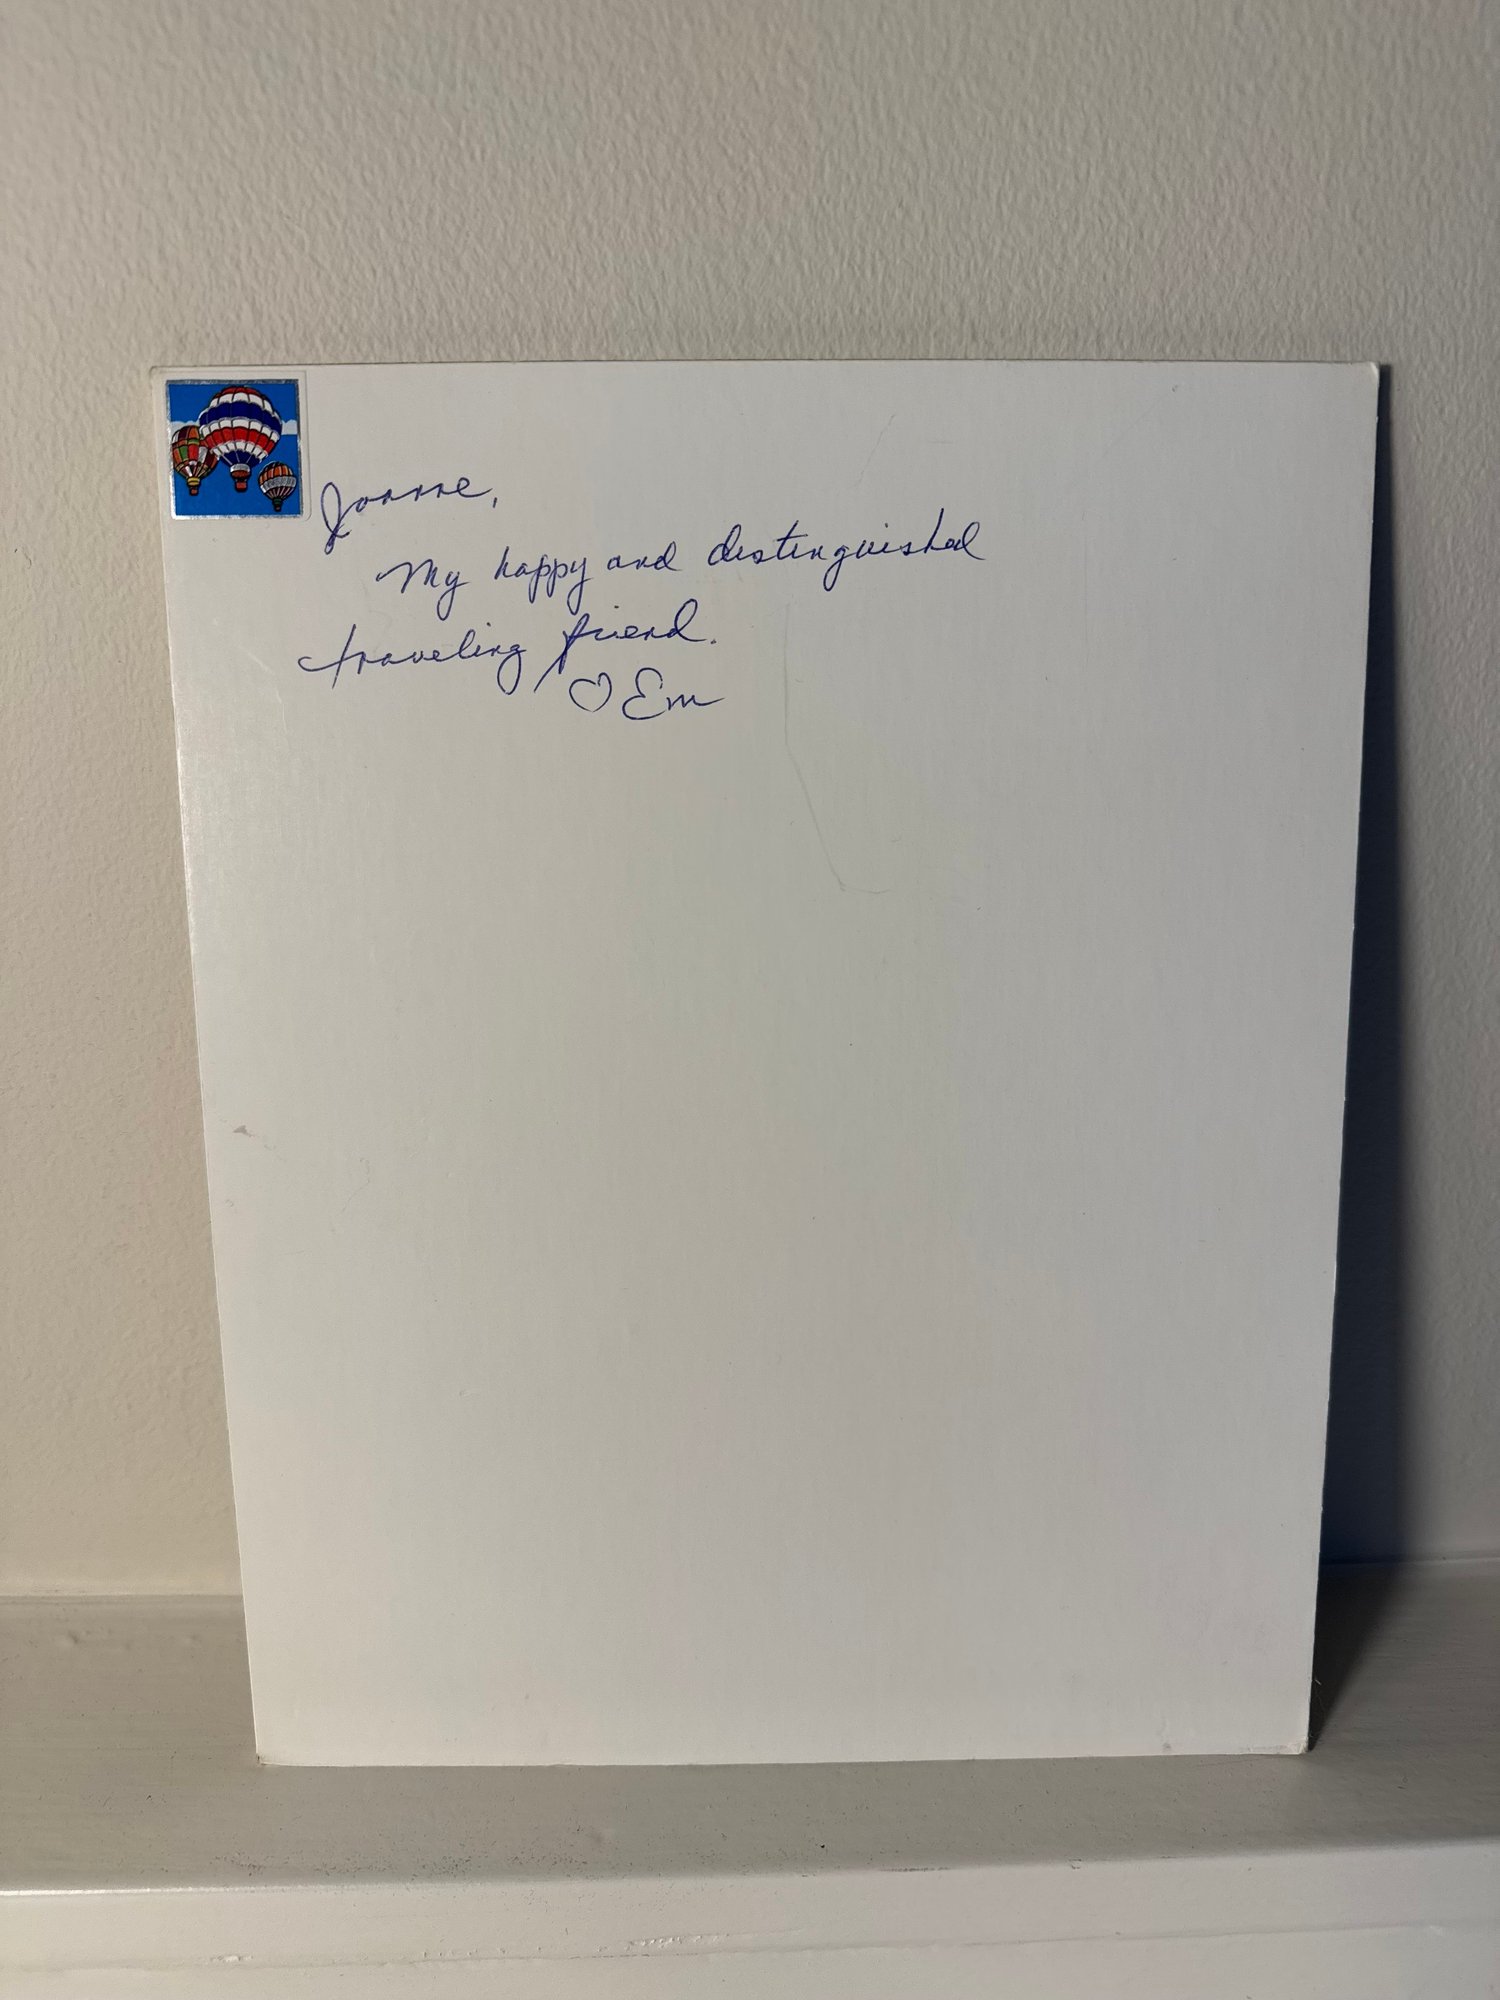 Joanne,
My happy and distinguished
traveling friend.
♡ Em